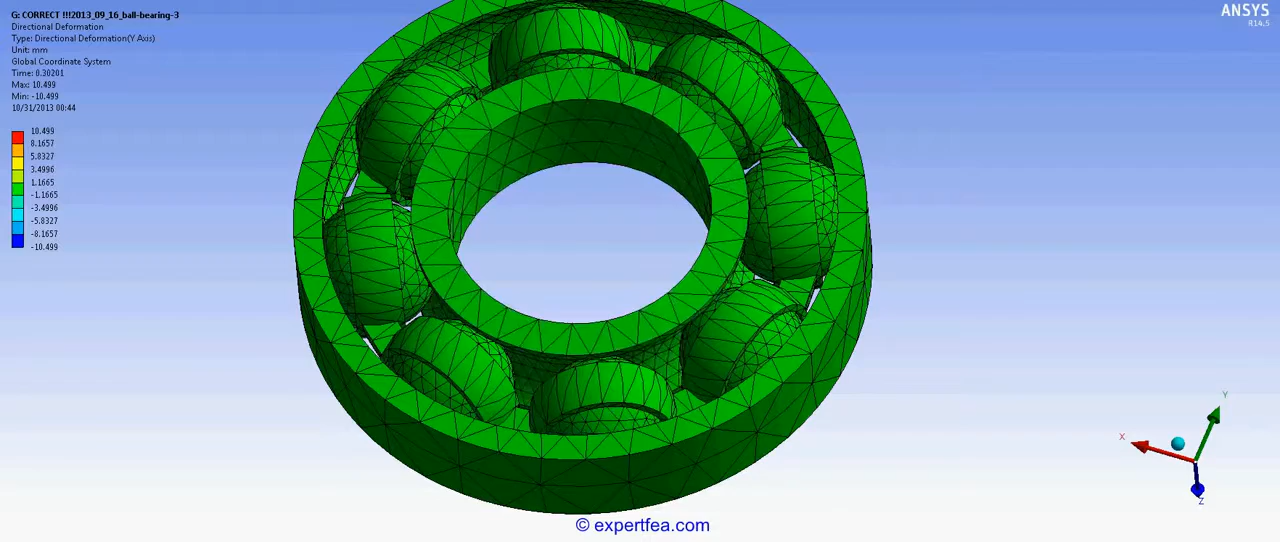 G: CORRECT !!!2013_09_16_ball-bearing-3
Directional Deformation
Type: Directional Deformation(Y Axis)
Unit: mm
Global Coordinate System
Time: 0.30201
Max: 10.499
Min: -10.499
10/31/2013 00:44
10.499
8.1657
5.8327
3.4996
1.1665
-1.1665
-3.4996
-5.8327
-8.1657
-10.499
ANSYS
R14.5
Y
X
Z
© expertfea.com